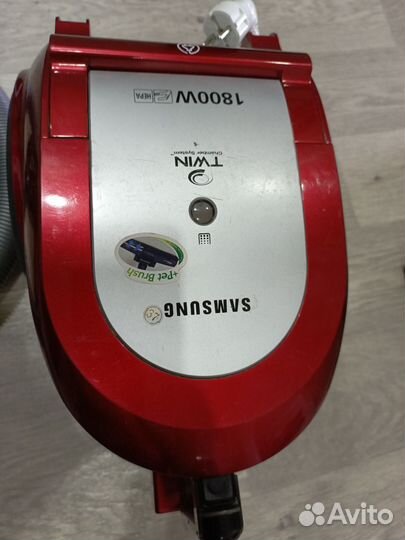 SAMSUNG
+Pet Brush
TWIN
Chamber System
HEPA
1800W
Avito